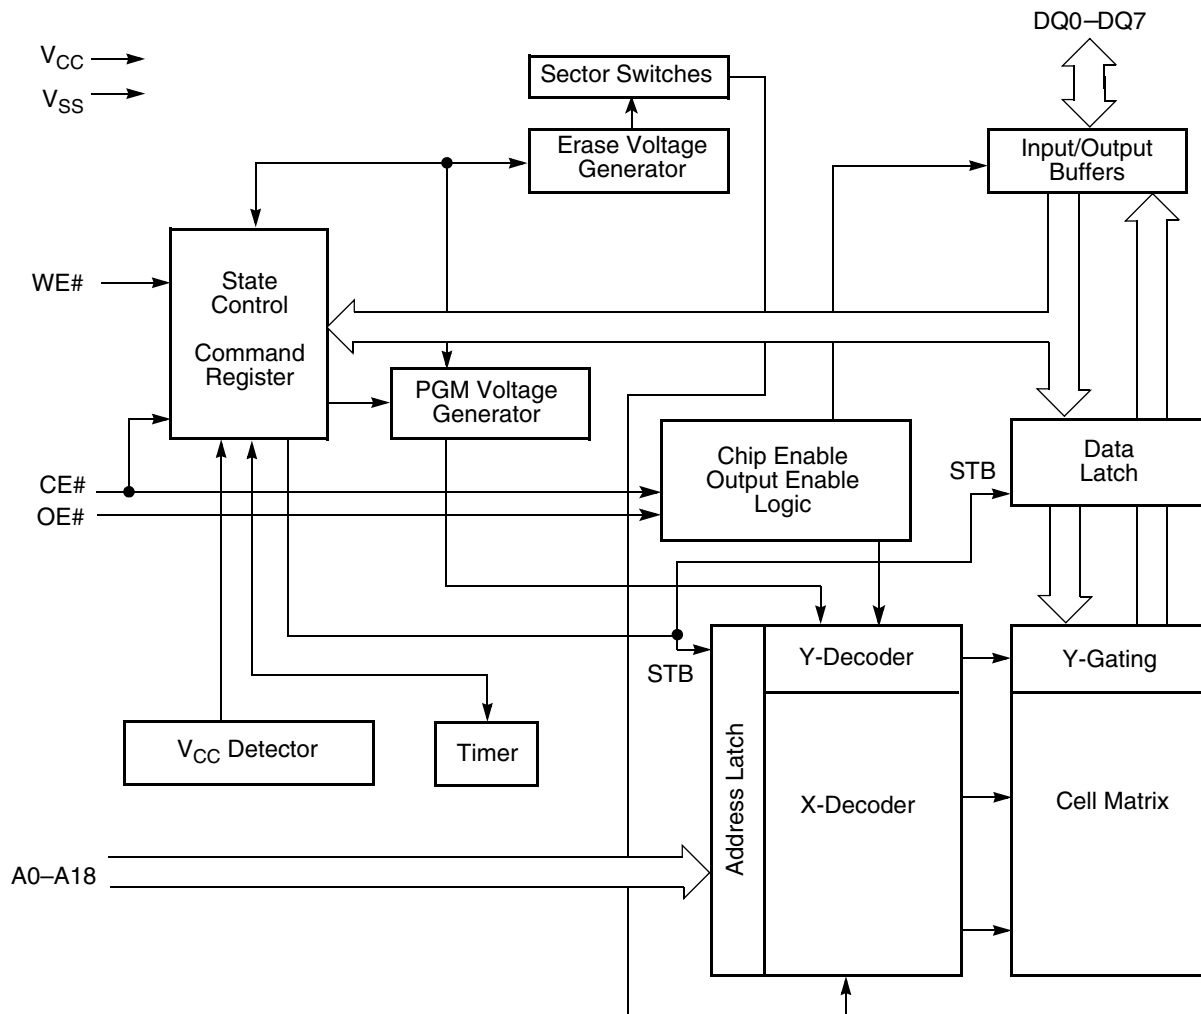 DQ0–DQ7
VCC
VSS
Sector Switches
Erase Voltage
Generator
Input/Output
Buffers
WE#
State
Control
Command
Register
PGM Voltage
Generator
Chip Enable
Output Enable
Logic
Data
Latch
STB
CE#
OE#
STB
Y-Decoder
Y-Gating
VCC Detector
Timer
Address Latch
X-Decoder
Cell Matrix
A0–A18